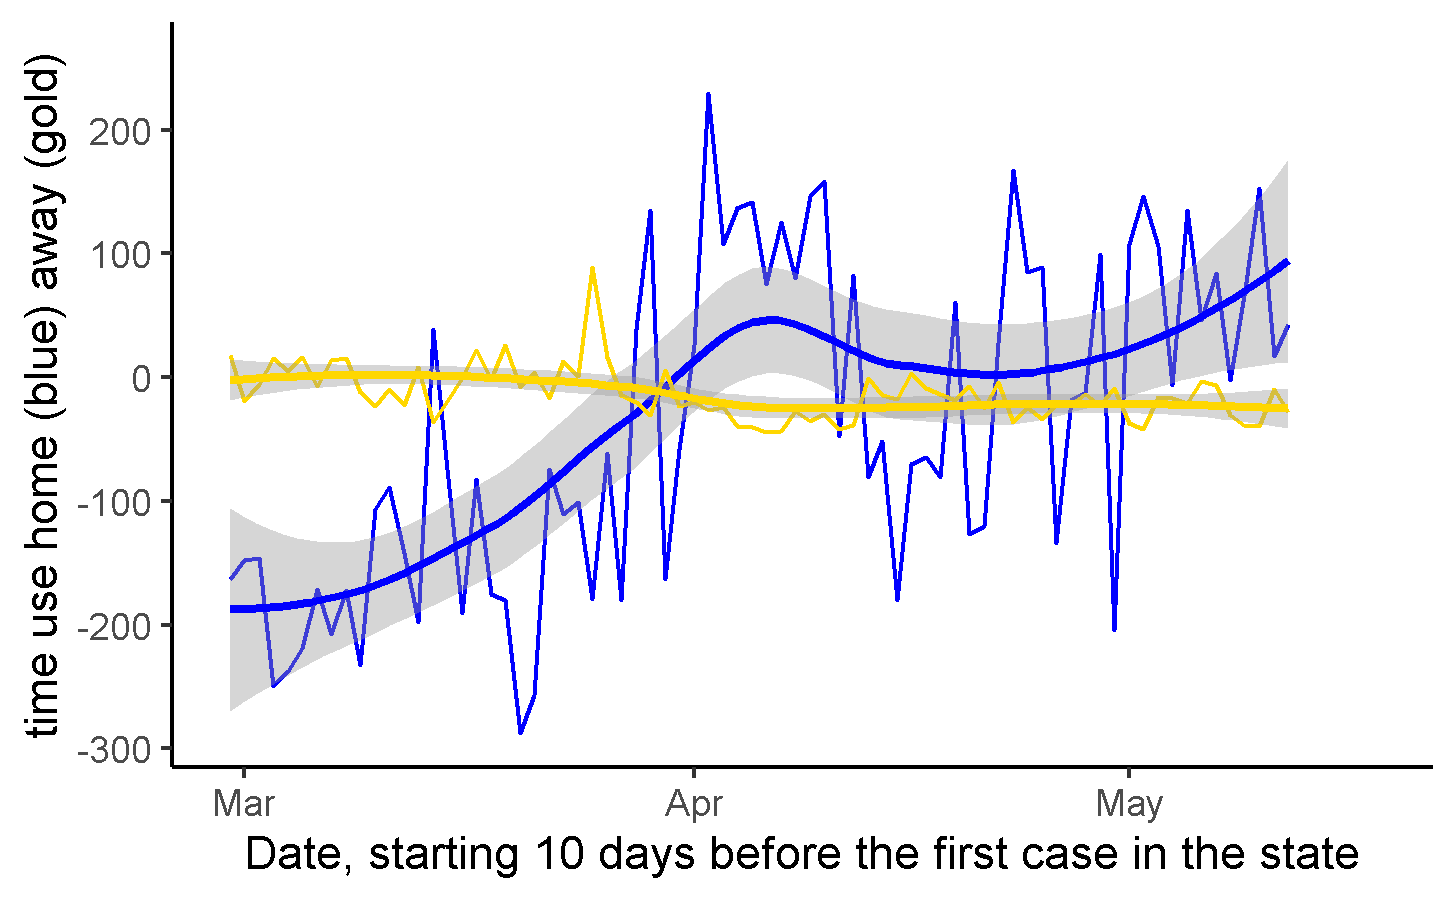 time use home (blue) away (gold)
200
100
0
-100
-200
-300
Mar
Apr
May
Date, starting 10 days before the first case in the state